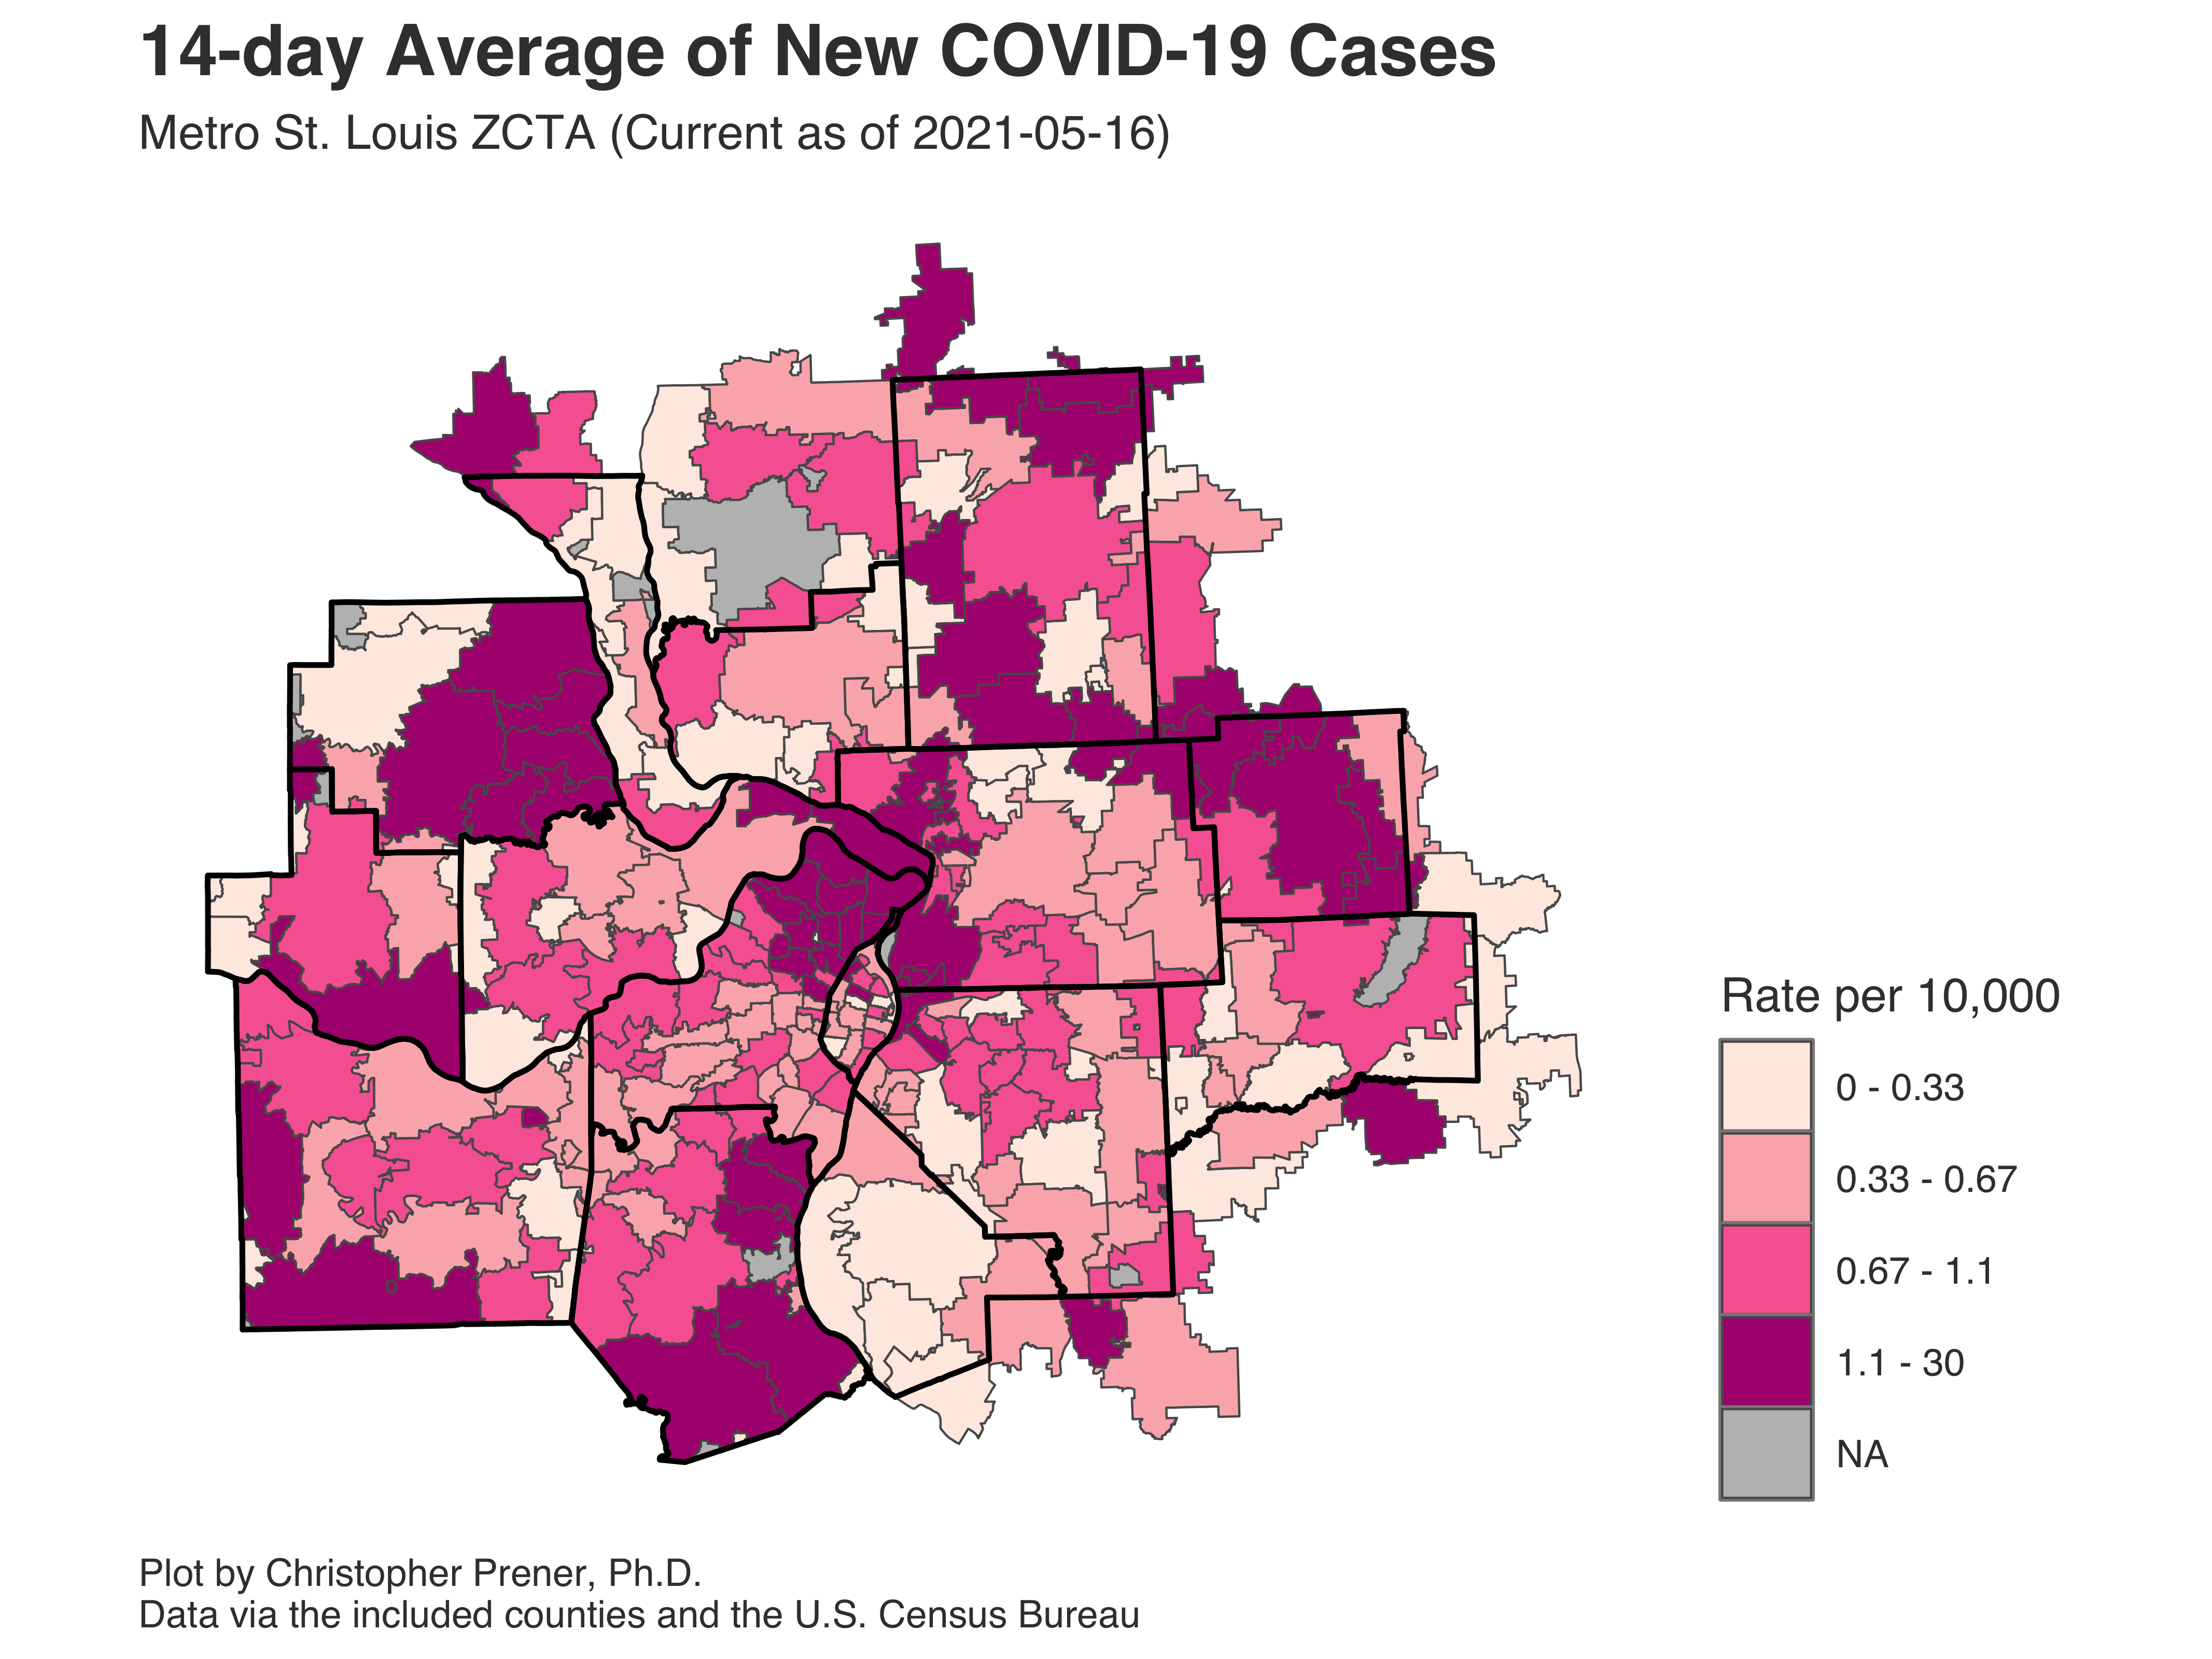 14-day Average of New COVID-19 Cases
Metro St. Louis ZCTA (Current as of 2021-05-16)
Rate per 10,000
0 - 0.33
0.33 - 0.67
0.67 - 1.1
1.1 - 30
NA
Plot by Christopher Prener, Ph.D.
Data via the included counties and the U.S. Census Bureau